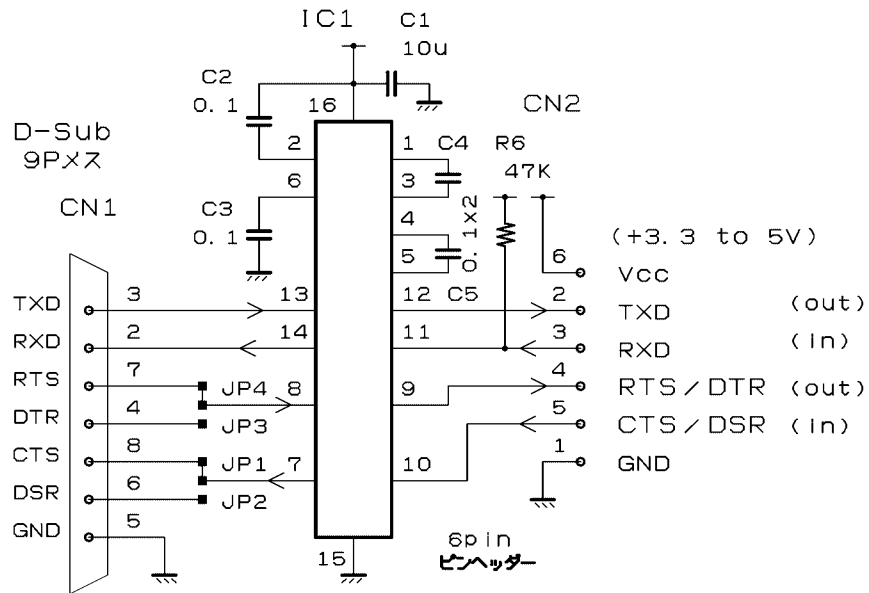 IC1
C1
10u
C2
0.1
16
CN2
D-Sub
9Pメス
2
1
C4
R6
47K
6
3
CN1
C3
0.1
4
0.1x2
(+3.3 to 5V)
5
6
Vcc
TXD
3
13
12
C5
2
TXD
(out)
RXD
2
14
11
3
RXD
(in)
RTS
7
JP4
8
9
4
RTS/DTR
(out)
DTR
4
JP3
5
CTS/DSR
(in)
CTS
8
JP1
7
10
1
GND
DSR
6
JP2
GND
5
15
6pin
ピンヘッダー